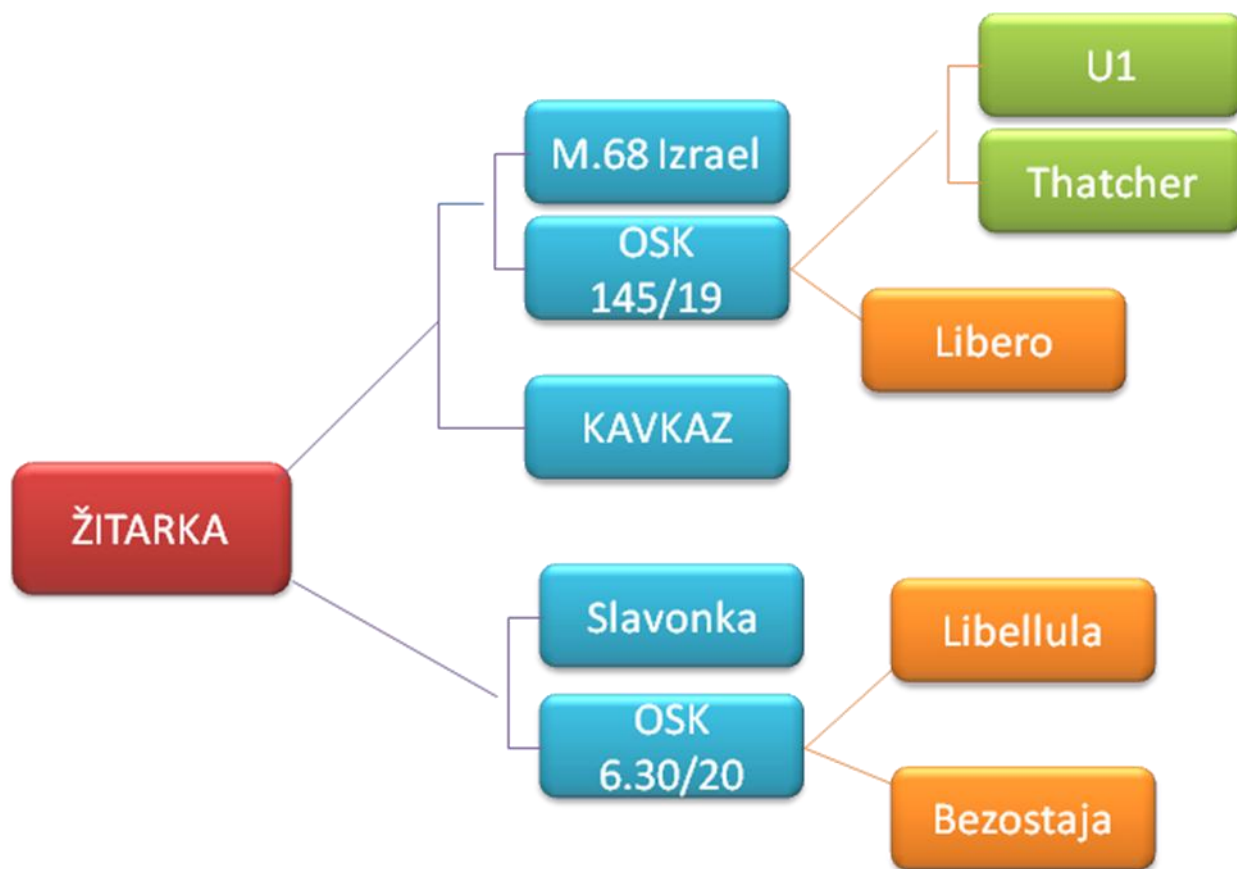 U1
Thatcher
M.68 Izrael
OSK
145/19
Libero
KAVKAZ
ŽITARKA
Slavonka
OSK
6.30/20
Libellula
Bezostaja